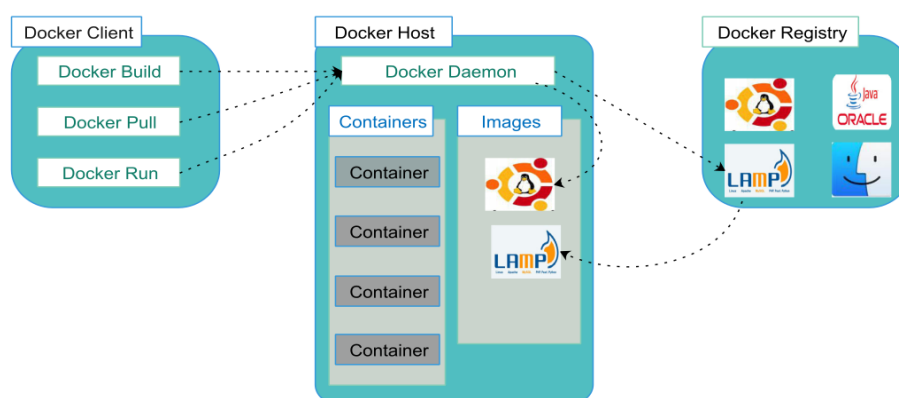 Docker Client
Docker Build
Docker Pull
Docker Run
Docker Host
Docker Daemon
Containers
Container
Container
Container
Container
Images
LAMP
Docker Registry
Java
ORACLE
LAMP